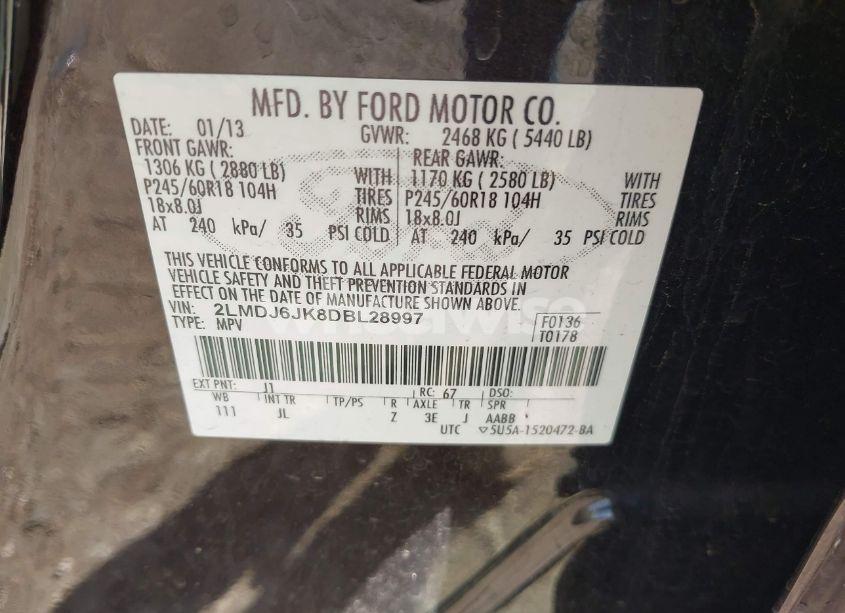 MFD. BY FORD MOTOR CO.
DATE: 01/13 GVWR: 2468 KG ( 5440 LB)
FRONT GAWR: REAR GAWR:
1306 KG ( 2880 LB) WITH 1170 KG ( 2580 LB) WITH
P245/60R18 104H TIRES P245/60R18 104H TIRES
18x8.0J RIMS 18x8.0J RIMS
AT 240 kPa/ 35 PSI COLD AT 240 kPa/ 35 PSI COLD
THIS VEHICLE CONFORMS TO ALL APPLICABLE FEDERAL MOTOR
VEHICLE SAFETY AND THEFT PREVENTION STANDARDS IN
EFFECT ON THE DATE OF MANUFACTURE SHOWN ABOVE.
VIN: 2LMDJ6JK8DBL28997 F0136
TYPE: MPV T0178
EXT PNT: J1 RC: 67 DSO:
WB INT TR TP/PS R AXLE TR SPR
111 JL Z 3E J AABB
UTC ▽5U5A-1520472-BA